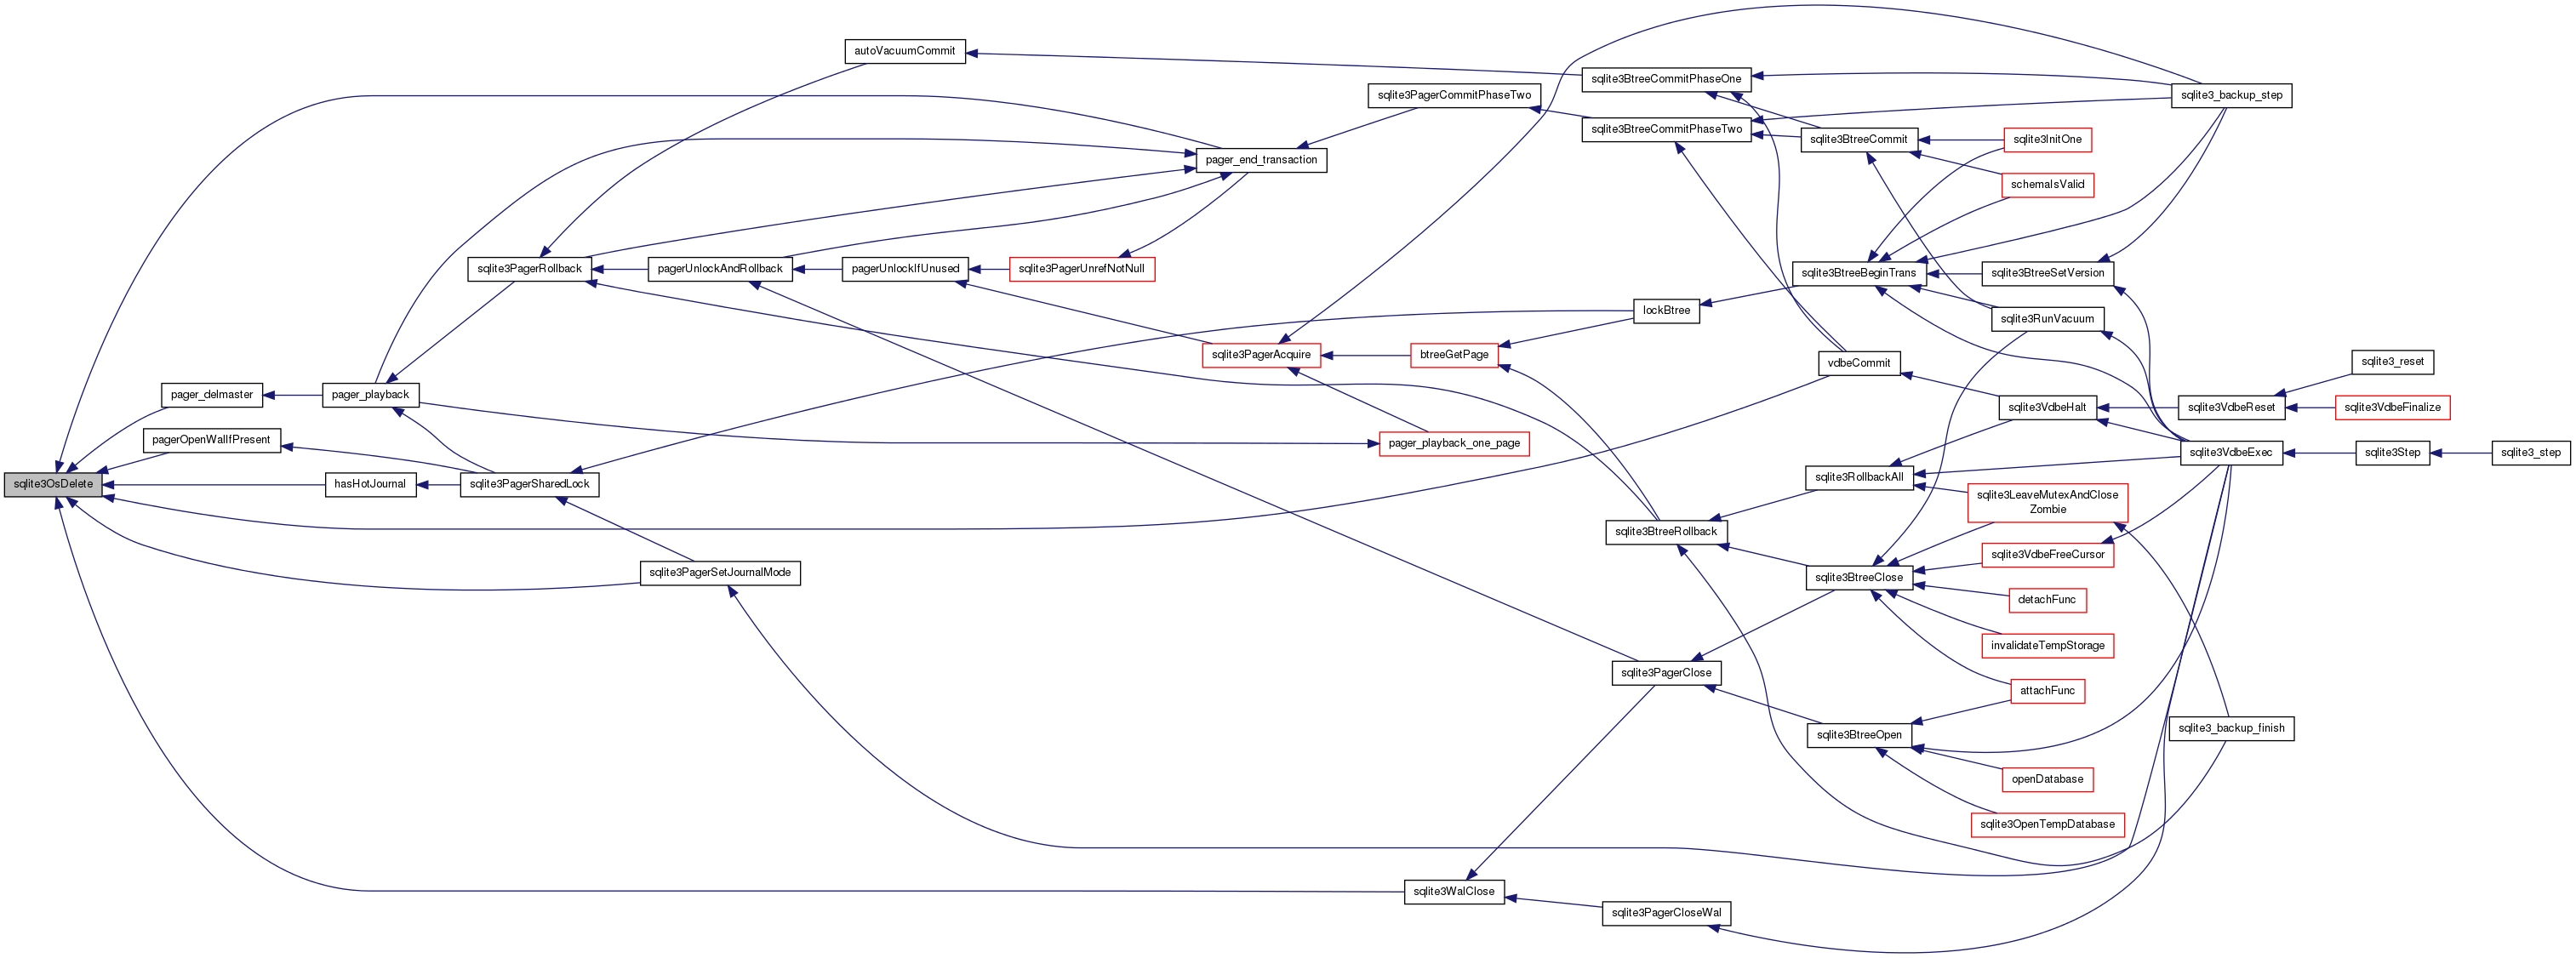 autoVacuumCommit
sqlite3BtreeCommitPhaseOne
sqlite3PagerCommitPhaseTwo
sqlite3_backup_step
sqlite3BtreeCommitPhaseTwo
sqlite3BtreeCommit
sqlite3InitOne
pager_end_transaction
schemaIsValid
sqlite3PagerRollback
pagerUnlockAndRollback
pagerUnlockIfUnused
sqlite3PagerUnrefNotNull
sqlite3BtreeBeginTrans
sqlite3BtreeSetVersion
lockBtree
sqlite3RunVacuum
sqlite3PagerAcquire
btreeGetPage
vdbeCommit
sqlite3_reset
pager_delmaster
pager_playback
sqlite3VdbeHalt
sqlite3VdbeReset
sqlite3VdbeFinalize
pagerOpenWalIfPresent
pager_playback_one_page
sqlite3VdbeExec
sqlite3Step
sqlite3_step
sqlite3OsDelete
hasHotJournal
sqlite3PagerSharedLock
sqlite3RollbackAll
sqlite3LeaveMutexAndClose
Zombie
sqlite3BtreeRollback
sqlite3VdbeFreeCursor
sqlite3PagerSetJournalMode
sqlite3BtreeClose
detachFunc
invalidateTempStorage
sqlite3PagerClose
attachFunc
sqlite3BtreeOpen
sqlite3_backup_finish
openDatabase
sqlite3OpenTempDatabase
sqlite3WalClose
sqlite3PagerCloseWal